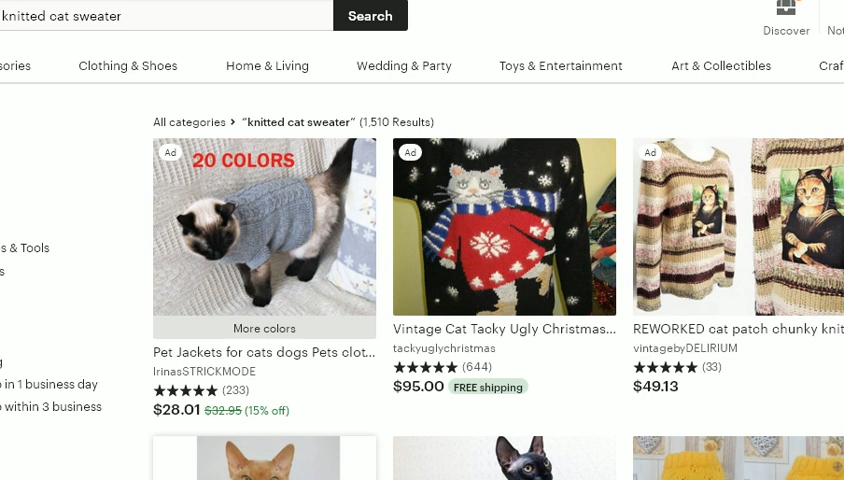 knitted cat sweater
Search
Discover
Not
sories
Clothing & Shoes
Home & Living
Wedding & Party
Toys & Entertainment
Art & Collectibles
Craf
All categories > “knitted cat sweater” (1,510 Results)
s & Tools
s
g
o in 1 business day
o within 3 business
Ad
20 COLORS
More colors
Pet Jackets for cats dogs Pets clot...
IrinasSTRICKMODE
★★★★★ (233)
$28.01 $32.95 (15% off)
Ad
Vintage Cat Tacky Ugly Christmas...
tackyuglychristmas
★★★★★ (644)
$95.00 FREE shipping
Ad
REWORKED cat patch chunky knit
vintagebyDELIRIUM
★★★★★ (33)
$49.13